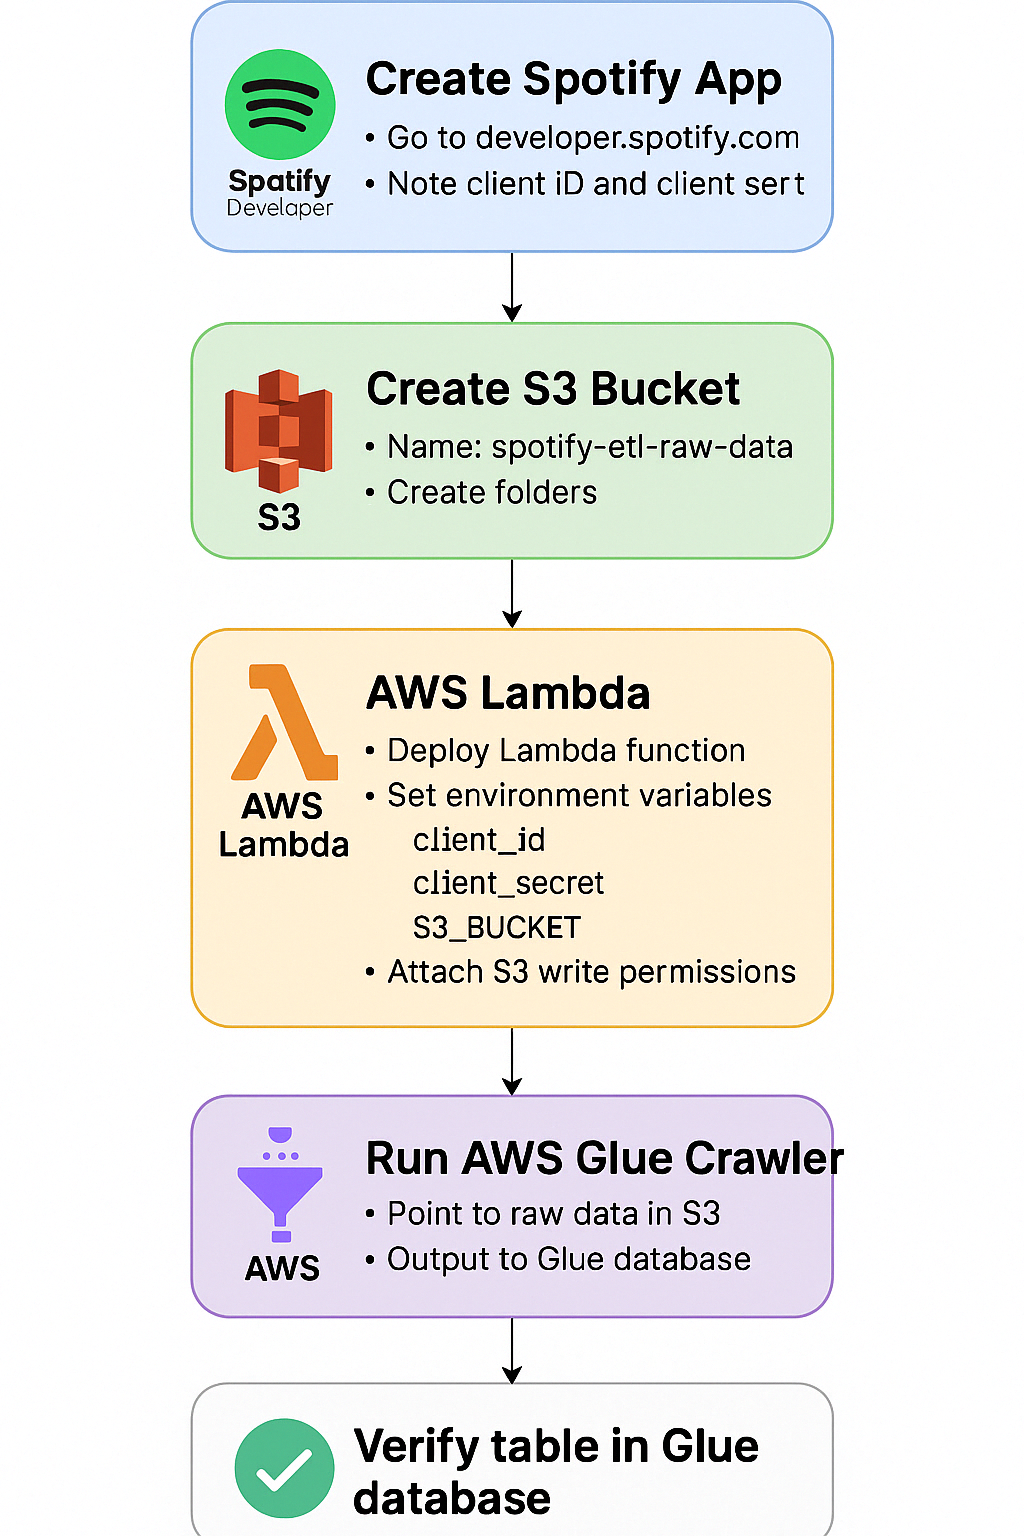 Create Spotify App
• Go to developer.spotify.com
• Note client iD and client sert
Spatify
Developer
Create S3 Bucket
• Name: spotify-etl-raw-data
• Create folders
S3
AWS Lambda
• Deploy Lambda function
• Set environment variables
client_id
client_secret
S3_BUCKET
• Attach S3 write permissions
AWS
Lambda
Run AWS Glue Crawler
• Point to raw data in S3
• Output to Glue database
AWS
Verify table in Glue
database